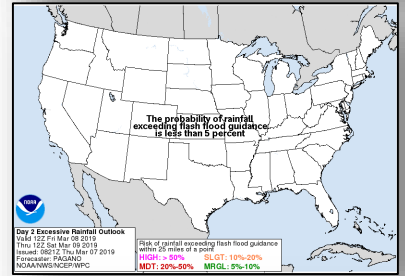 The probability of rainfall
exceeding flash flood guidance
is less than 5 percent
NOAA
Day 2 Excessive Rainfall Outlook
Valid 12Z Fri Mar 08 2019
Thru 12Z Sat Mar 09 2019
Issued: 0821Z Thu Mar 07 2019
Forecaster: PAGANO
NOAA/NWS/NCEP/WPC
Risk of rainfall exceeding flash flood guidance
within 25 miles of a point
HIGH: > 50% SLGT: 10%-20%
MDT: 20%-50% MRGL: 5%-10%